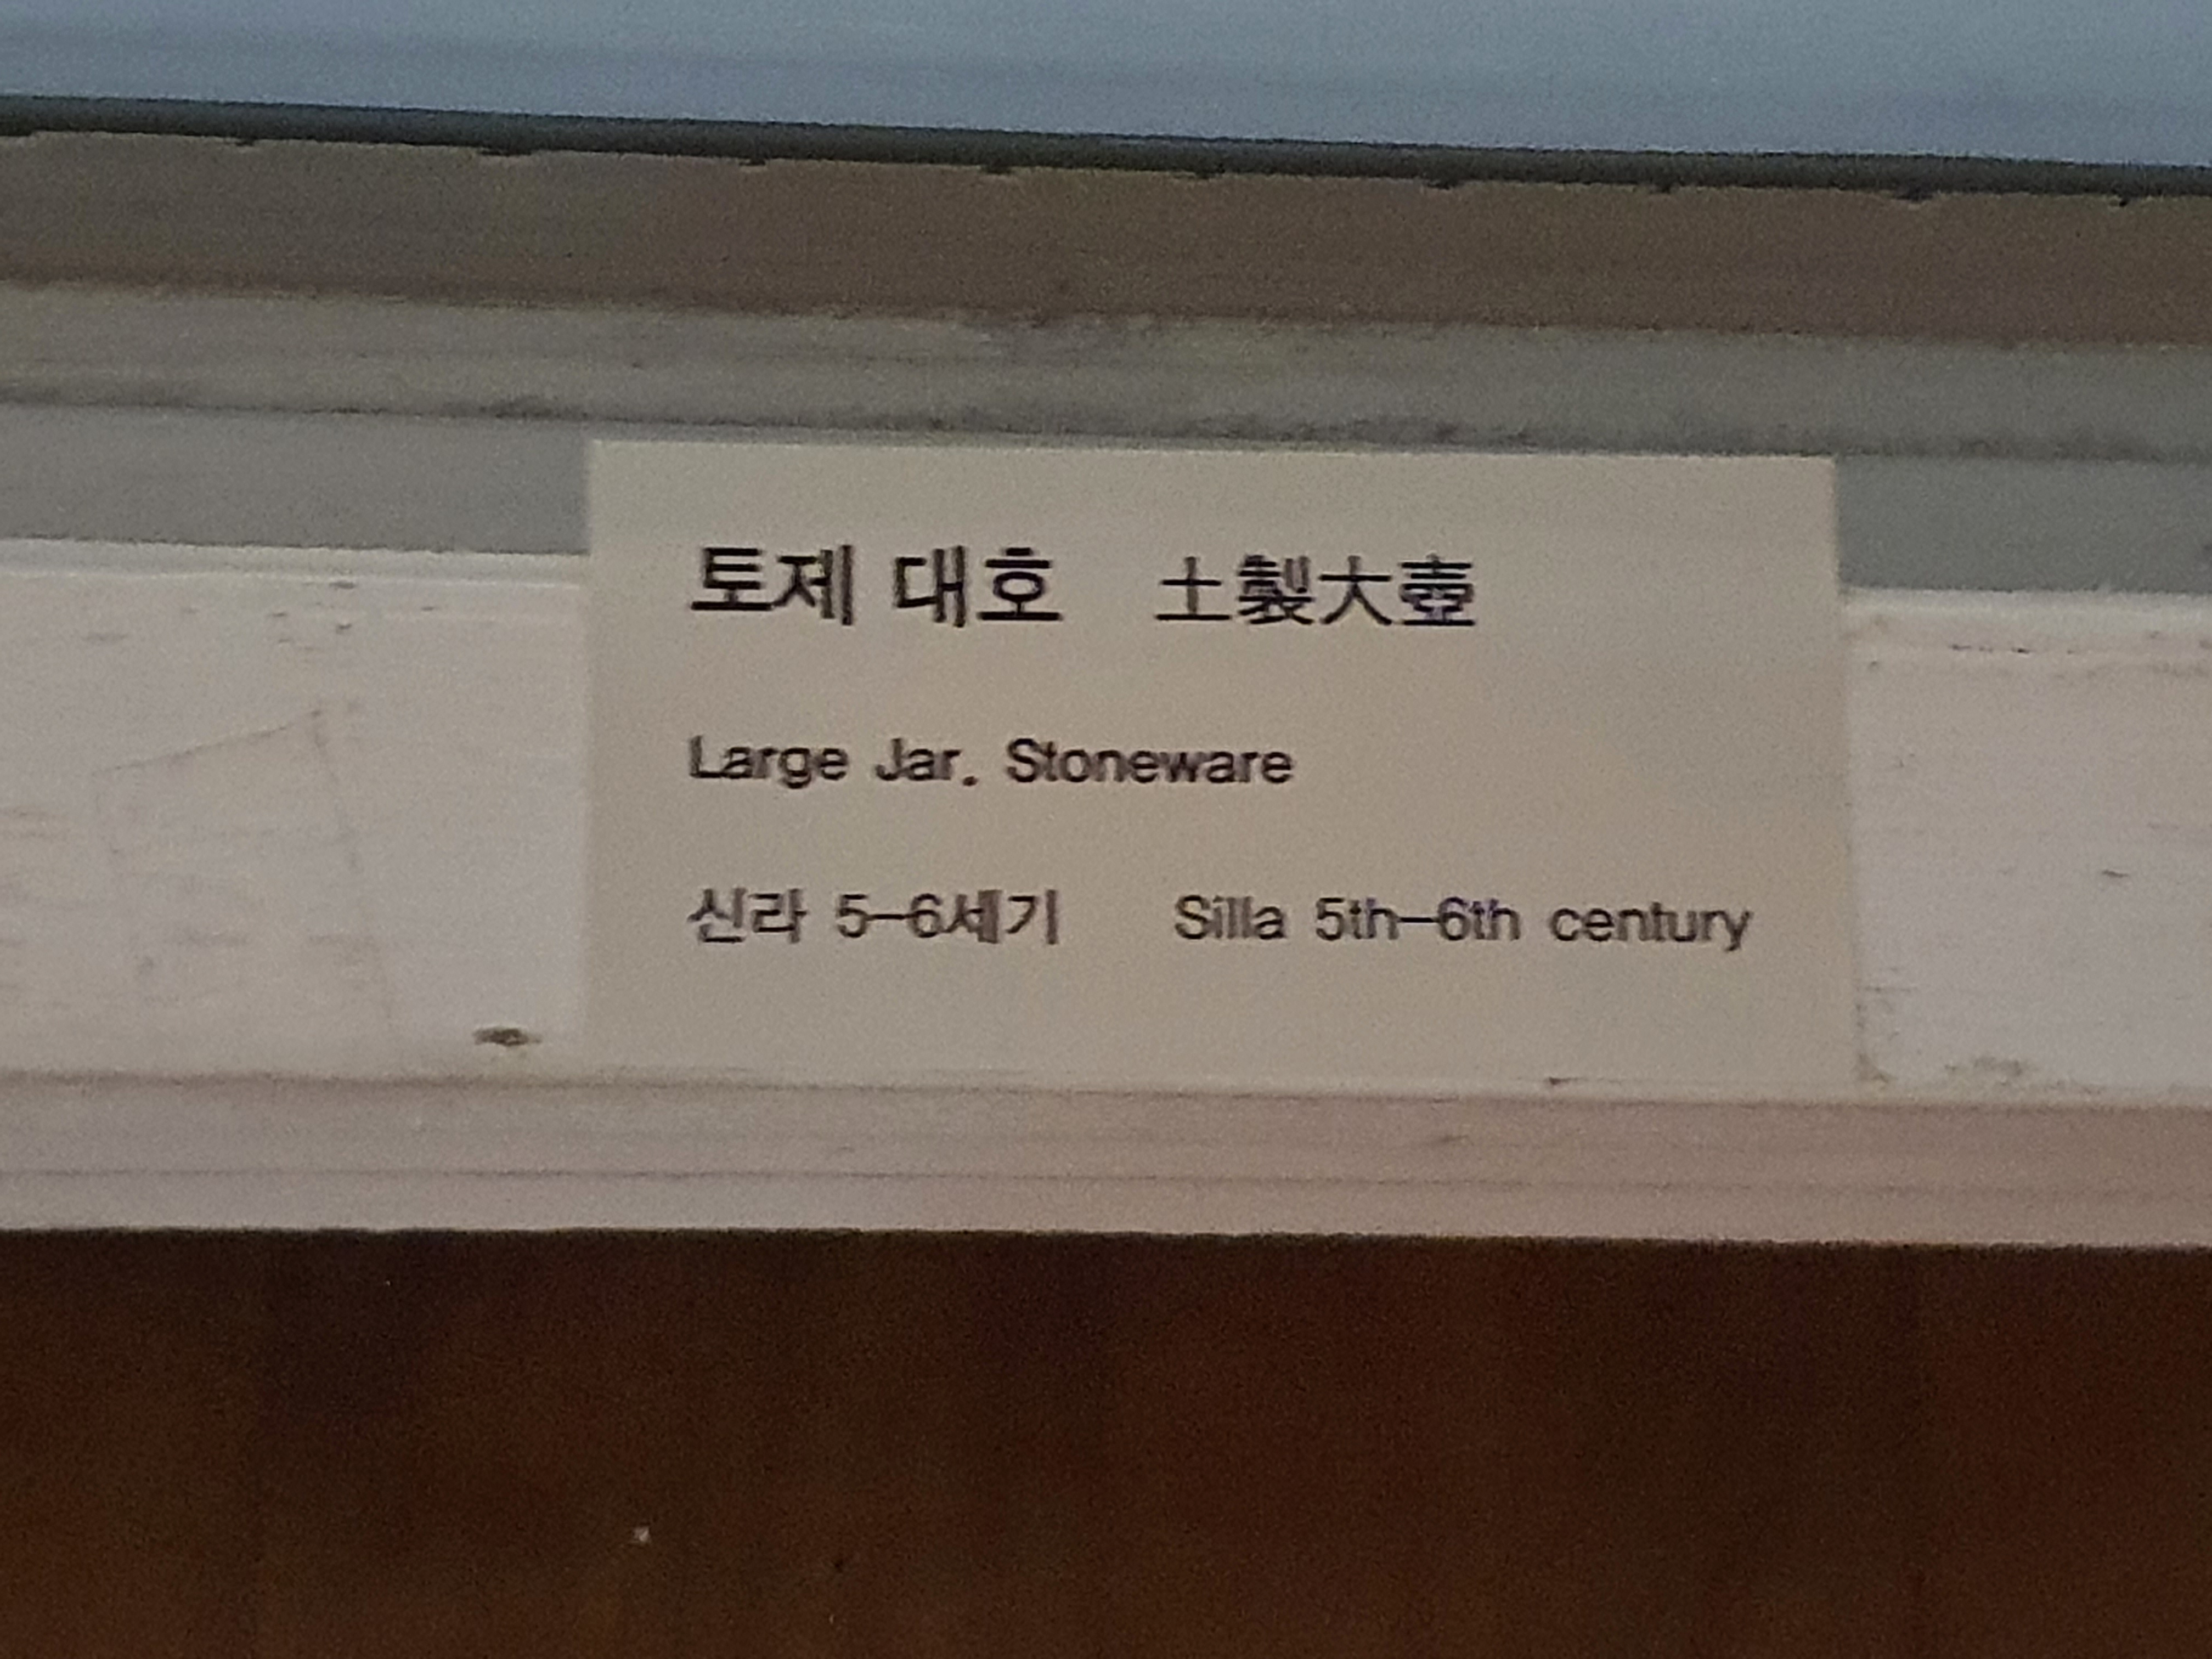 토제 대호 土製大壺
Large Jar. Stoneware
신라 5-6세기 Silla 5th-6th century